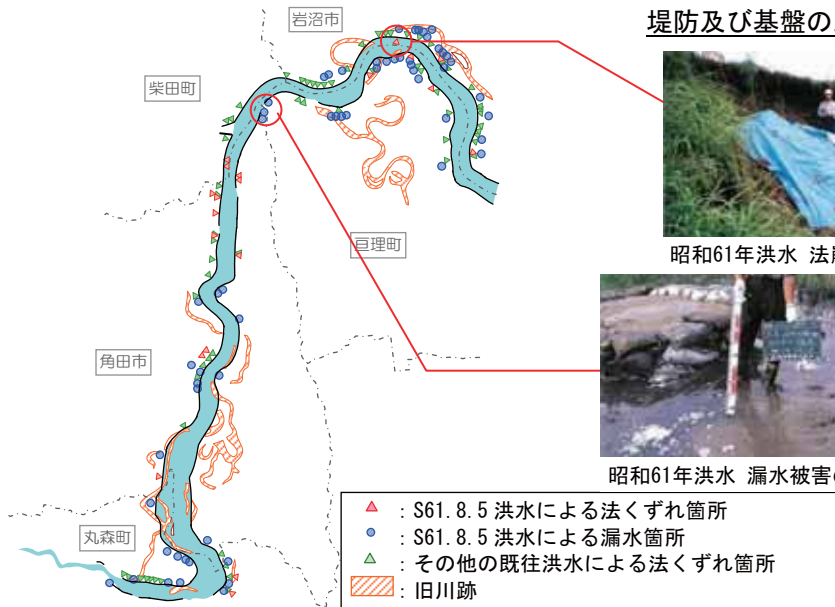 堤防及び基盤の
岩沼市
柴田町
亘理町
角田市
丸森町
昭和61年洪水 法崩
昭和61年洪水 漏水被害
: S61.8.5 洪水による法くずれ箇所
: S61.8.5 洪水による漏水箇所
: その他の既往洪水による法くずれ箇所
: 旧川跡